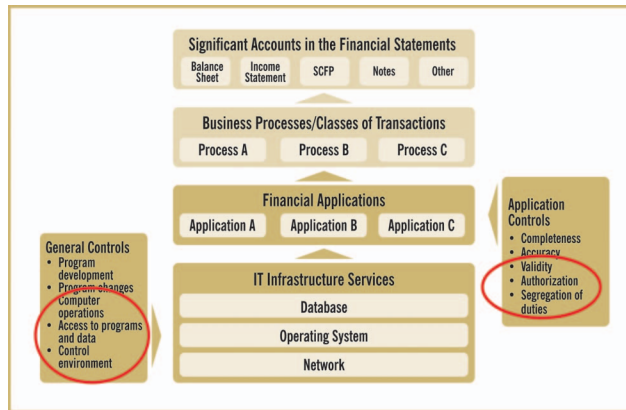 Significant Accounts in the Financial Statements
Balance
Sheet
Income
Statement
SCFP
Notes
Other
Business Processes/Classes of Transactions
Process A
Process B
Process C
Financial Applications
Application A
Application B
Application C
General Controls
• Program
development
• Program changes
Computer
operations
• Access to programs
and data
• Control
environment
IT Infrastructure Services
Database
Operating System
Network
Application
Controls
• Completeness
• Accuracy
• Validity
• Authorization
• Segregation of
duties